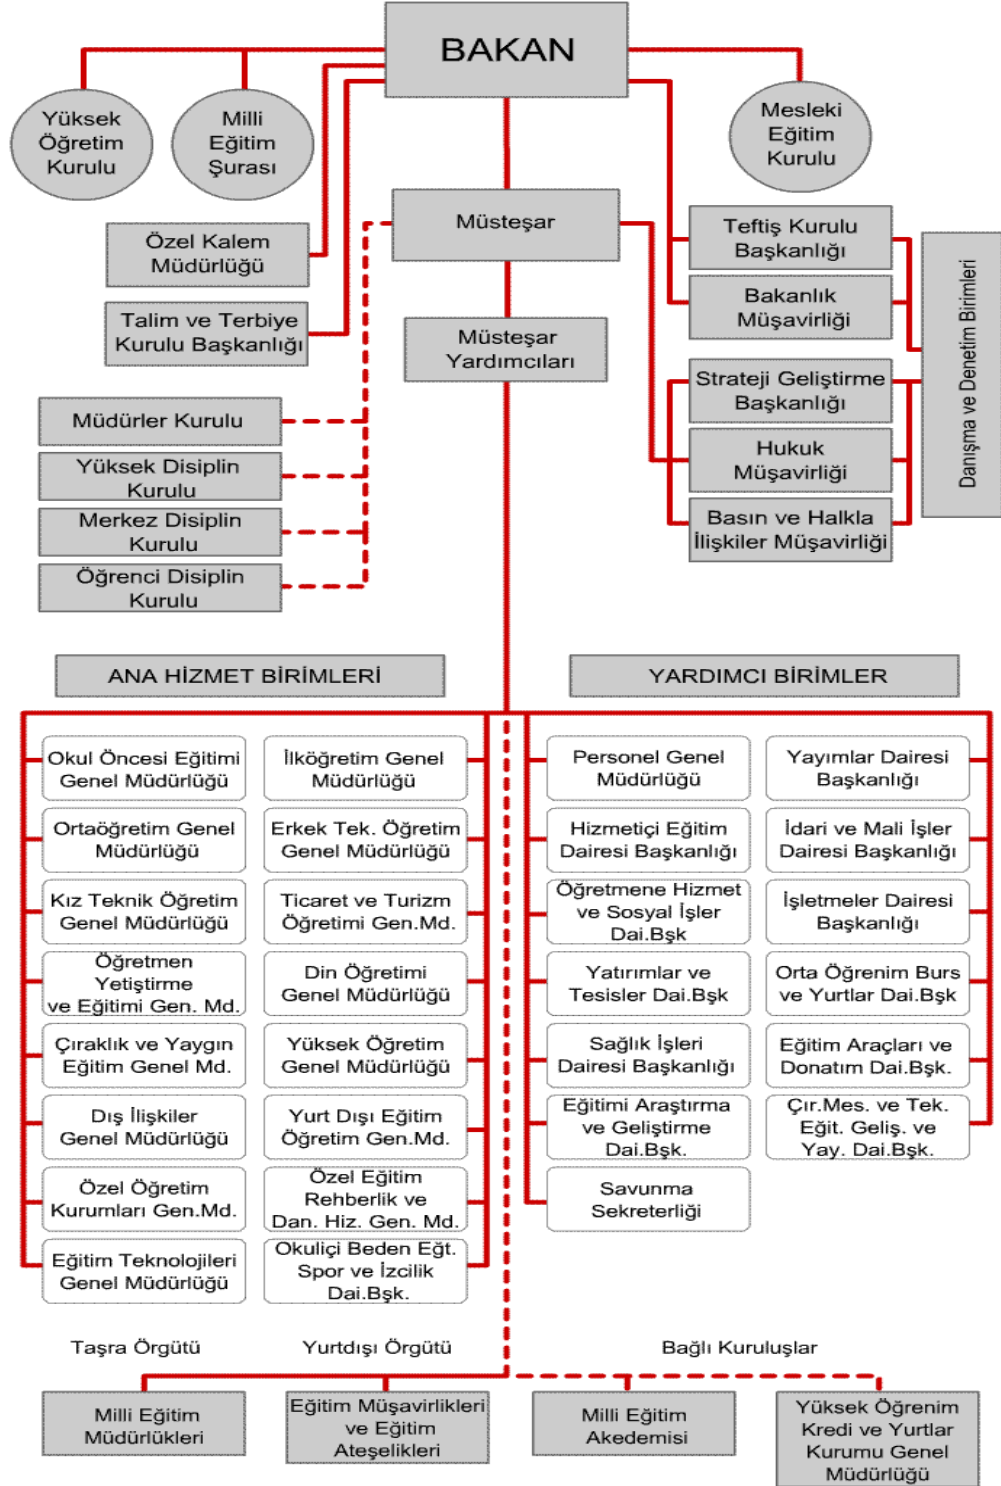 BAKAN
Yüksek
Öğretim
Kurulu
Milli
Eğitim
Şurası
Mesleki
Eğitim
Kurulu
Müsteşar
Özel Kalem
Müdürlüğü
Talim ve Terbiye
Kurulu Başkanlığı
Müsteşar
Yardımcıları
Teftiş Kurulu
Başkanlığı
Bakanlık
Müşavirliği
Strateji Geliştirme
Başkanlığı
Hukuk
Müşavirliği
Basın ve Halkla
İlişkiler Müşavirliği
Danışma ve Denetim Birimleri
Müdürler Kurulu
Yüksek Disiplin
Kurulu
Merkez Disiplin
Kurulu
Öğrenci Disiplin
Kurulu
ANA HİZMET BİRİMLERİ
Okul Öncesi Eğitimi
Genel Müdürlüğü
İlköğretim Genel
Müdürlüğü
Ortaöğretim Genel
Müdürlüğü
Erkek Tek. Öğretim
Genel Müdürlüğü
Kız Teknik Öğretim
Genel Müdürlüğü
Ticaret ve Turizm
Öğretimi Gen.Md.
Öğretmen
Yetiştirme
ve Eğitimi Gen. Md.
Din Öğretimi
Genel Müdürlüğü
Çıraklık ve Yaygın
Eğitim Genel Md.
Yüksek Öğretim
Genel Müdürlüğü
Dış İlişkiler
Genel Müdürlüğü
Yurt Dışı Eğitim
Öğretim Gen.Md.
Özel Öğretim
Kurumları Gen.Md.
Özel Eğitim
Rehberlik ve
Dan. Hiz. Gen. Md.
Eğitim Teknolojileri
Genel Müdürlüğü
Okuliçi Beden Eğt.
Spor ve İzcilik
Dai.Bşk.
YARDIMCI BİRİMLER
Personel Genel
Müdürlüğü
Yayımlar Dairesi
Başkanlığı
Hizmetiçi Eğitim
Dairesi Başkanlığı
İdari ve Mali İşler
Dairesi Başkanlığı
Öğretmene Hizmet
ve Sosyal İşler
Dai.Bşk
İşletmeler Dairesi
Başkanlığı
Yatırımlar ve
Tesisler Dai.Bşk
Orta Öğrenim Burs
ve Yurtlar Dai.Bşk
Sağlık İşleri
Dairesi Başkanlığı
Eğitim Araçları ve
Donatım Dai.Bşk.
Eğitimi Araştırma
ve Geliştirme
Dai.Bşk.
Çır.Mes. ve Tek.
Eğit. Geliş. ve
Yay. Dai.Bşk.
Savunma
Sekreterliği
Taşra Örgütü
Yurtdışı Örgütü
Bağlı Kuruluşlar
Milli Eğitim
Müdürlükleri
Eğitim Müşavirlikleri
ve Eğitim
Ateşelikleri
Milli Eğitim
Akedemisi
Yüksek Öğrenim
Kredi ve Yurtlar
Kurumu Genel
Müdürlüğü